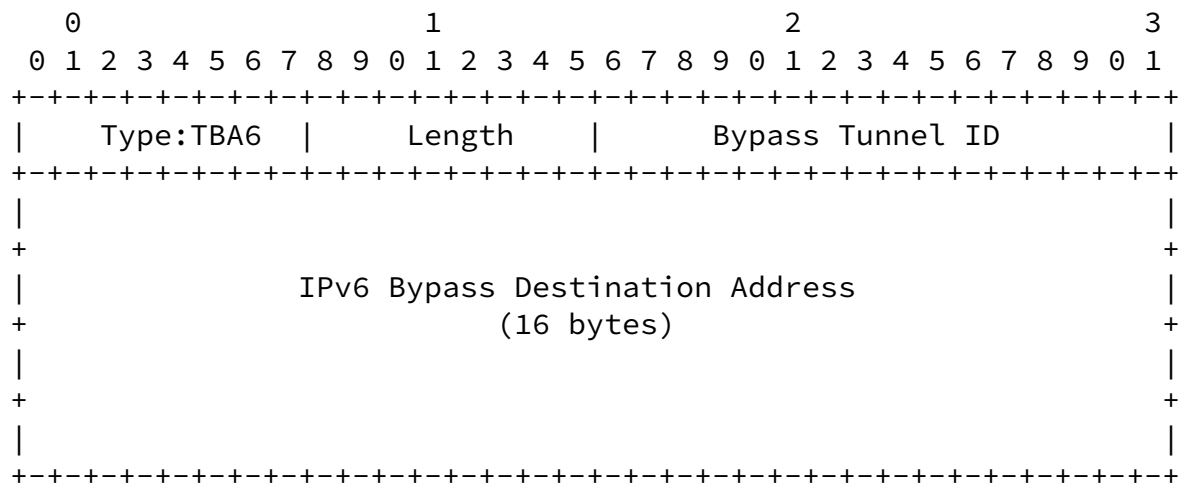 0                   1                   2                   3
  0 1 2 3 4 5 6 7 8 9 0 1 2 3 4 5 6 7 8 9 0 1 2 3 4 5 6 7 8 9 0 1
 +-+-+-+-+-+-+-+-+-+-+-+-+-+-+-+-+-+-+-+-+-+-+-+-+-+-+-+-+-+-+-+-+
 |    Type:TBA6  |     Length    |      Bypass Tunnel ID         |
 +-+-+-+-+-+-+-+-+-+-+-+-+-+-+-+-+-+-+-+-+-+-+-+-+-+-+-+-+-+-+-+-+
 |                                                               |
 +                                                               +
 |               IPv6 Bypass Destination Address                 |
 +                          (16 bytes)                           +
 |                                                               |
 +                                                               +
 |                                                               |
 +-+-+-+-+-+-+-+-+-+-+-+-+-+-+-+-+-+-+-+-+-+-+-+-+-+-+-+-+-+-+-+-+